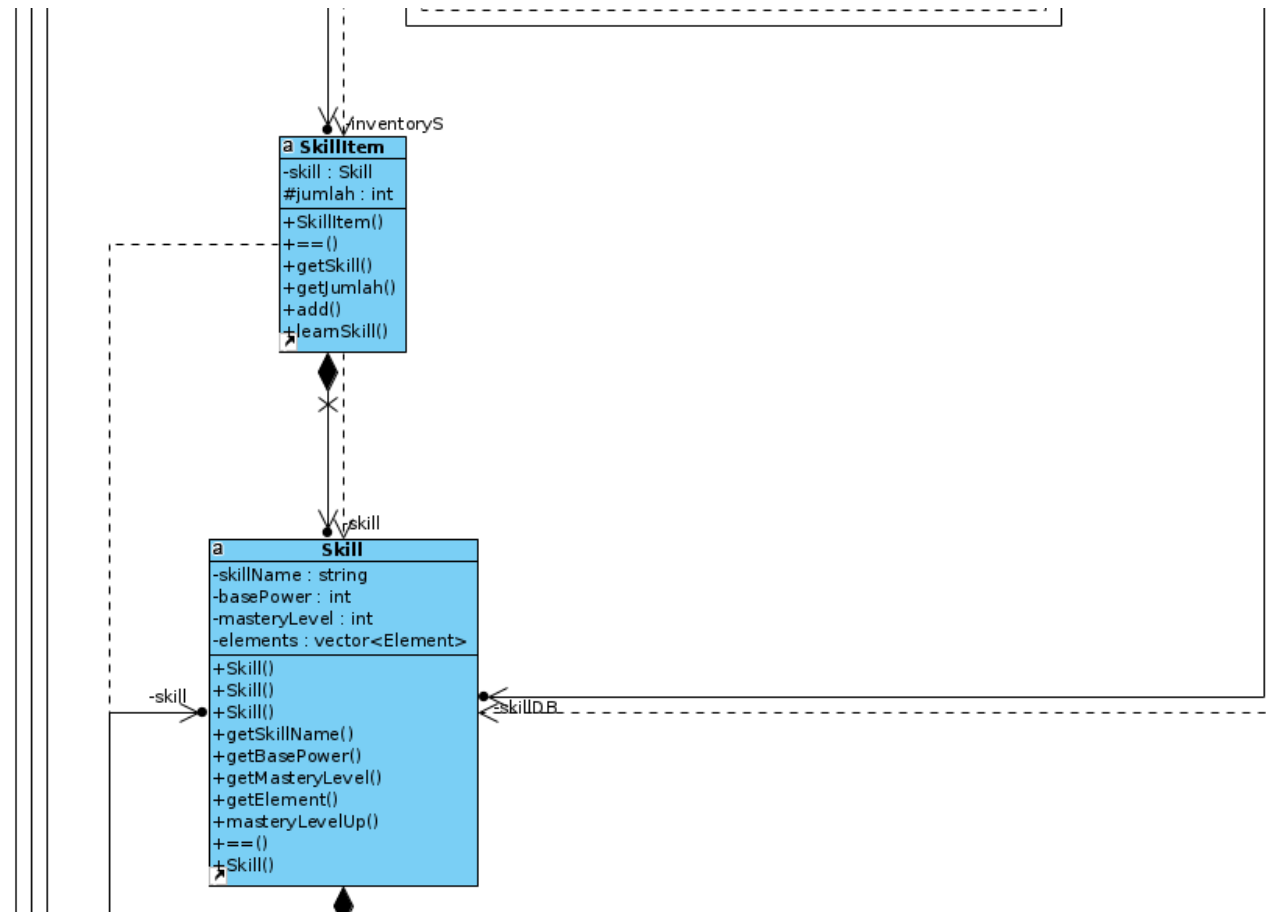 -inventoryS
a SkillItem
-skill : Skill
#jumlah : int
+SkillItem()
+==()
+getSkill()
+getJumlah()
+add()
+learnSkill()
-skill
a Skill
-skillName : string
-basePower : int
-masteryLevel : int
-elements : vector<Element>
+Skill()
+Skill()
+Skill()
+getSkillName()
+getBasePower()
+getMasteryLevel()
+getElement()
+masteryLevelUp()
+==()
+Skill()
-skill
-skillDB